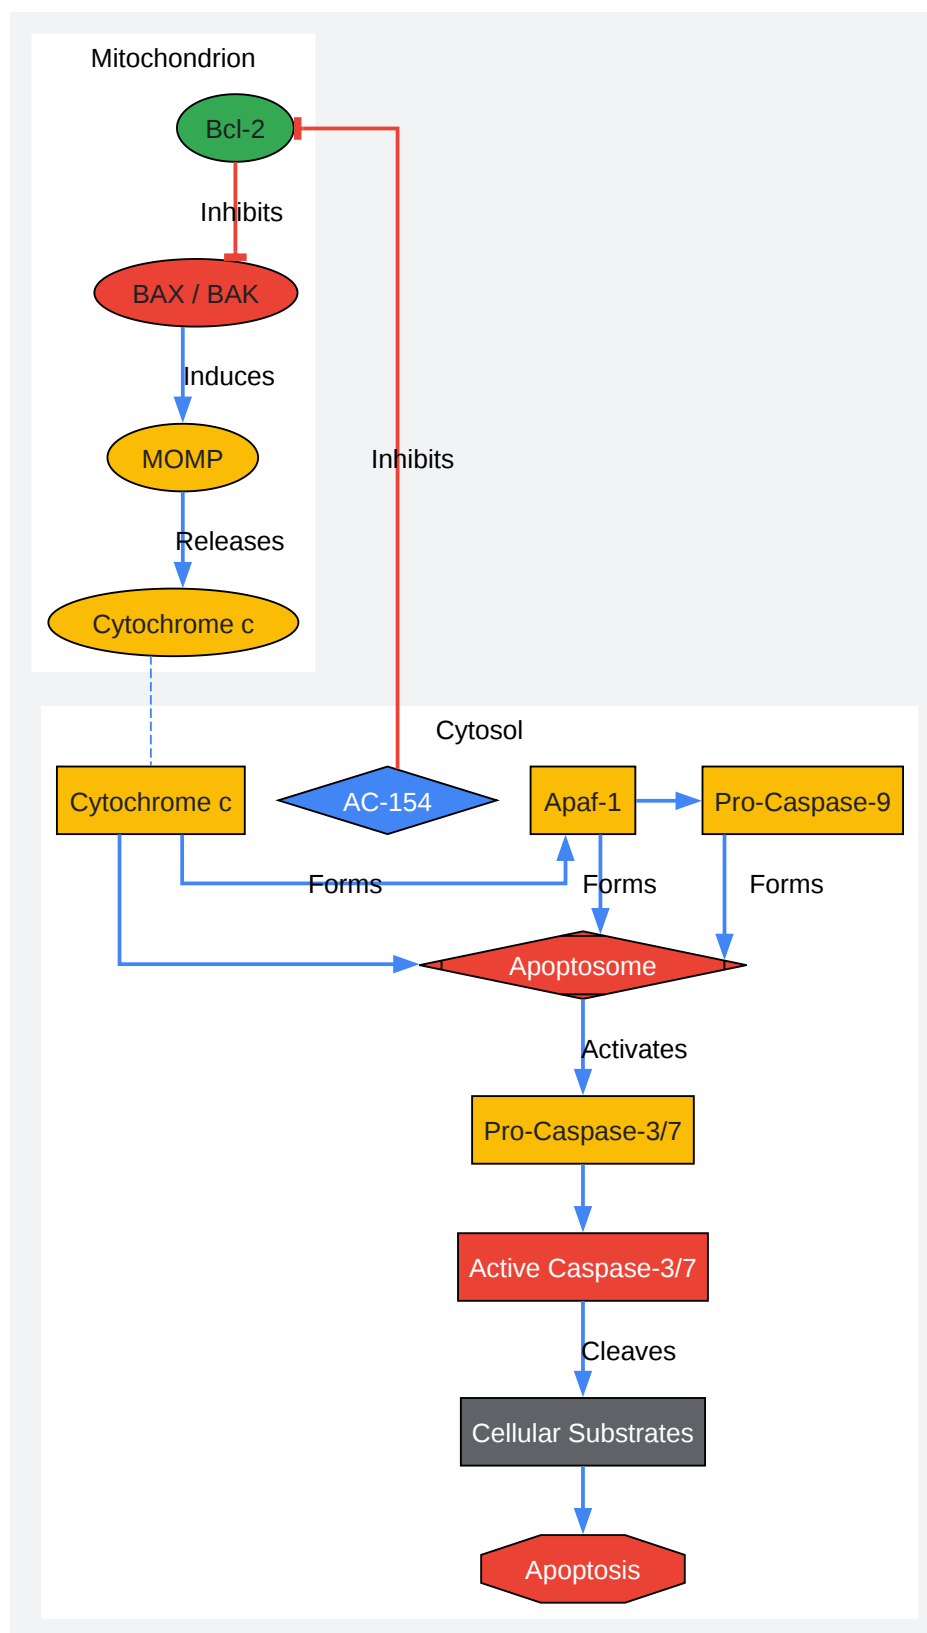 Mitochondrion
Bcl-2
Inhibits
BAX / BAK
Induces
MOMP
Inhibits
Releases
Cytochrome c
Cytosol
Cytochrome c
AC-154
Apaf-1
Pro-Caspase-9
Forms
Forms
Forms
Apoptosome
Activates
Pro-Caspase-3/7
Active Caspase-3/7
Cleaves
Cellular Substrates
Apoptosis